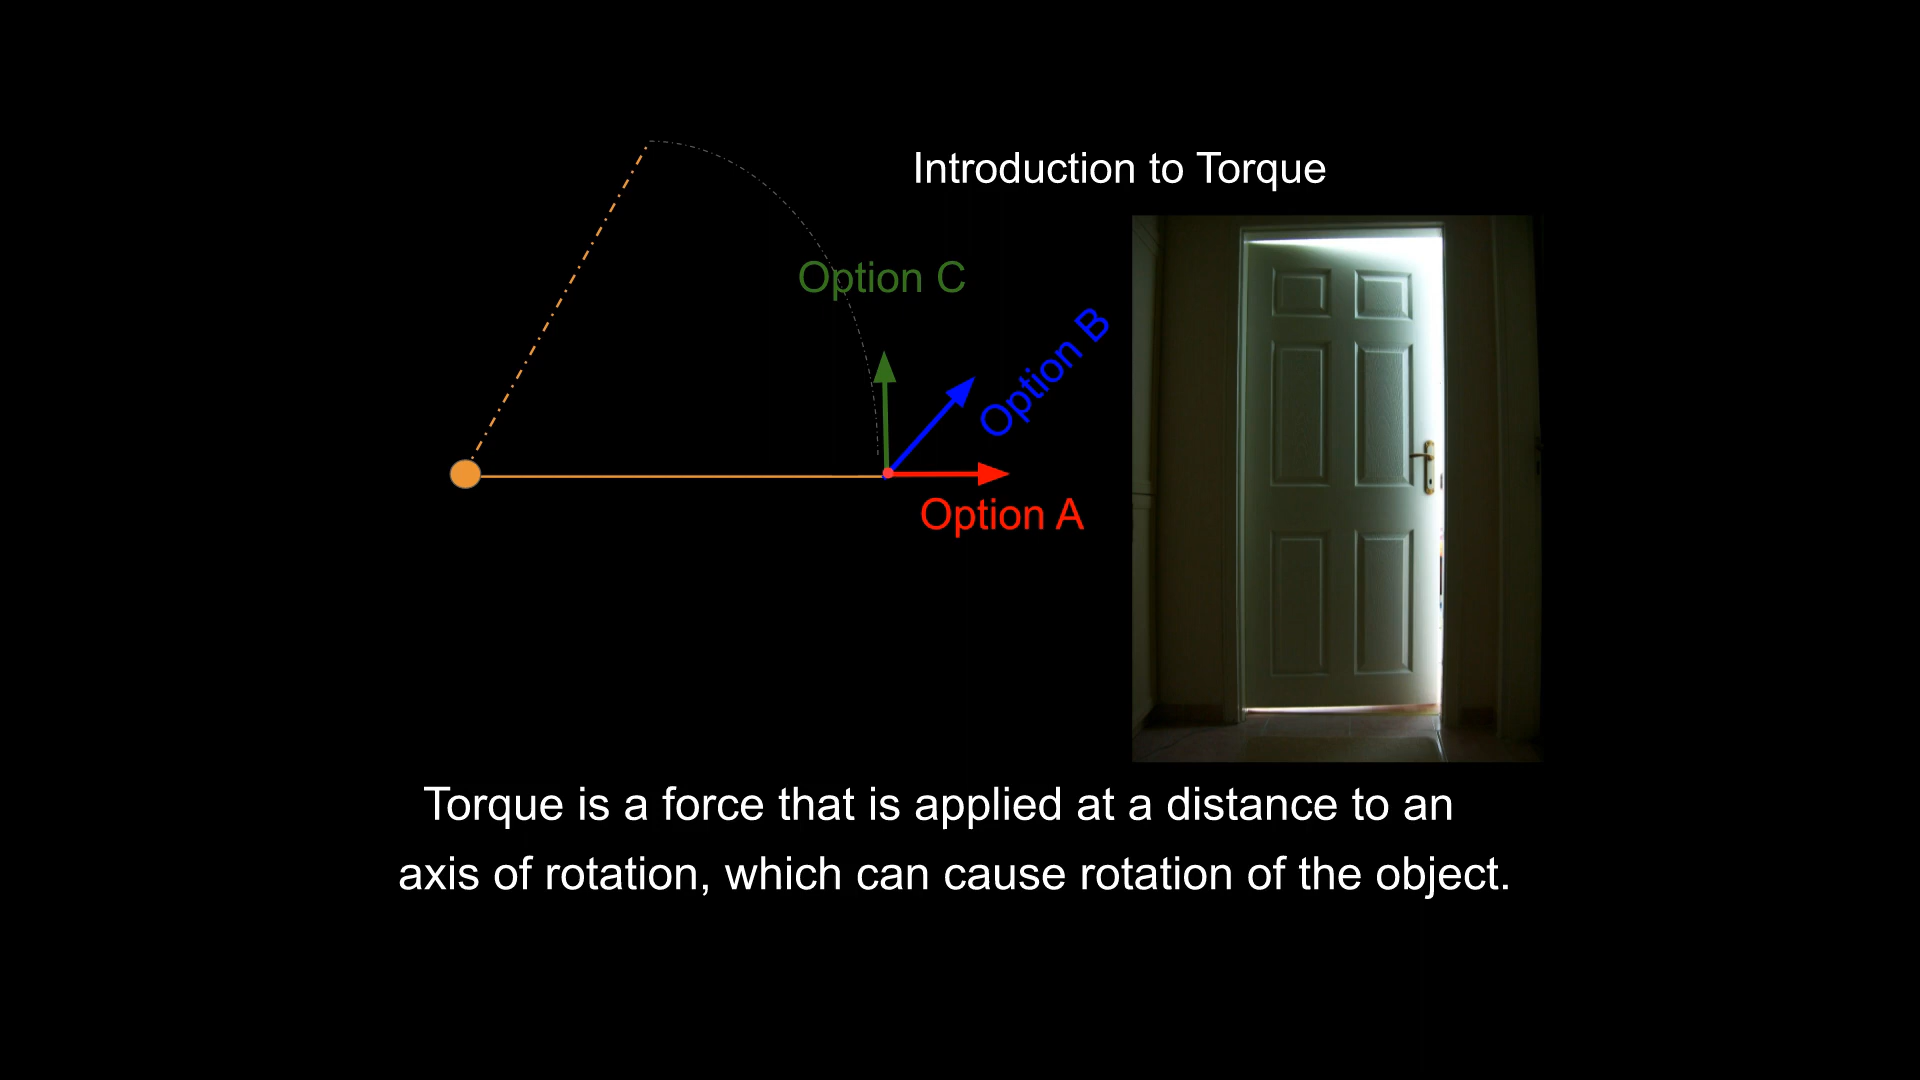 Introduction to Torque
Option C
Option B
Option A
Torque is a force that is applied at a distance to an
axis of rotation, which can cause rotation of the object.